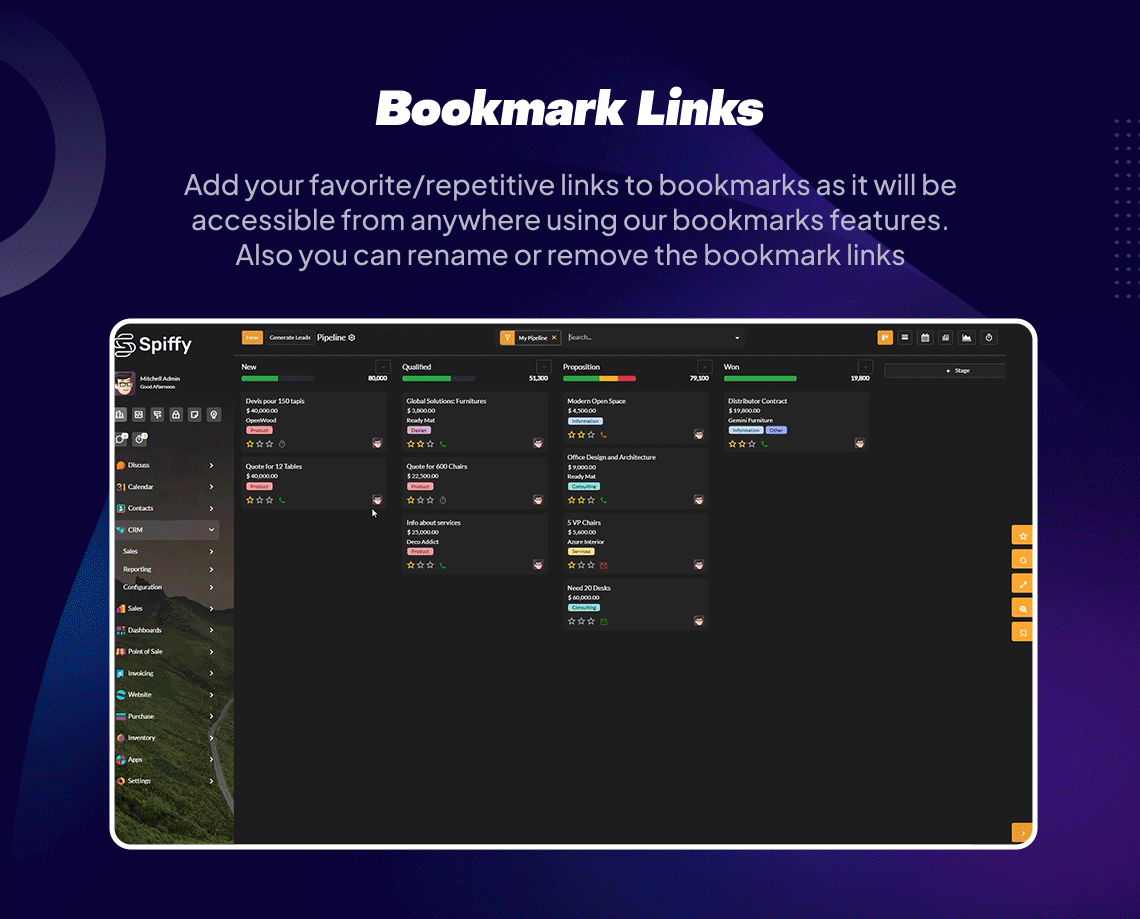 Bookmark Links
Add your favorite/repetitive links to bookmarks as it will be
accessible from anywhere using our bookmarks features.
Also you can rename or remove the bookmark links
Spiffy
Mitchell Admin
Good Afternoon
Discuss
31 Calendar
Contacts
CRM
Sales
Reporting
Configuration
Sales
Dashboards
Point of Sale
Invoicing
Website
Purchase
Inventory
Apps
Settings
New Generate Leads Pipeline
My Pipeline × Search...
New
80,000
Devis pour 150 tapis
$ 40,000.00
OpenWood
Product
Quote for 12 Tables
$ 40,000.00
Product
Qualified
51,300
Global Solutions: Furnitures
$ 3,800.00
Ready Mat
Design
Quote for 600 Chairs
$ 22,500.00
Product
Info about services
$ 25,000.00
Deco Addict
Product
Proposition
79,100
Modern Open Space
$ 4,500.00
Information
Office Design and Architecture
$ 9,000.00
Ready Mat
Consulting
5 VP Chairs
$ 5,600.00
Azure Interior
Services
Need 20 Desks
$ 60,000.00
Consulting
Won
19,800
Distributor Contract
$ 19,800.00
Gemini Furniture
Information Other
+ Stage